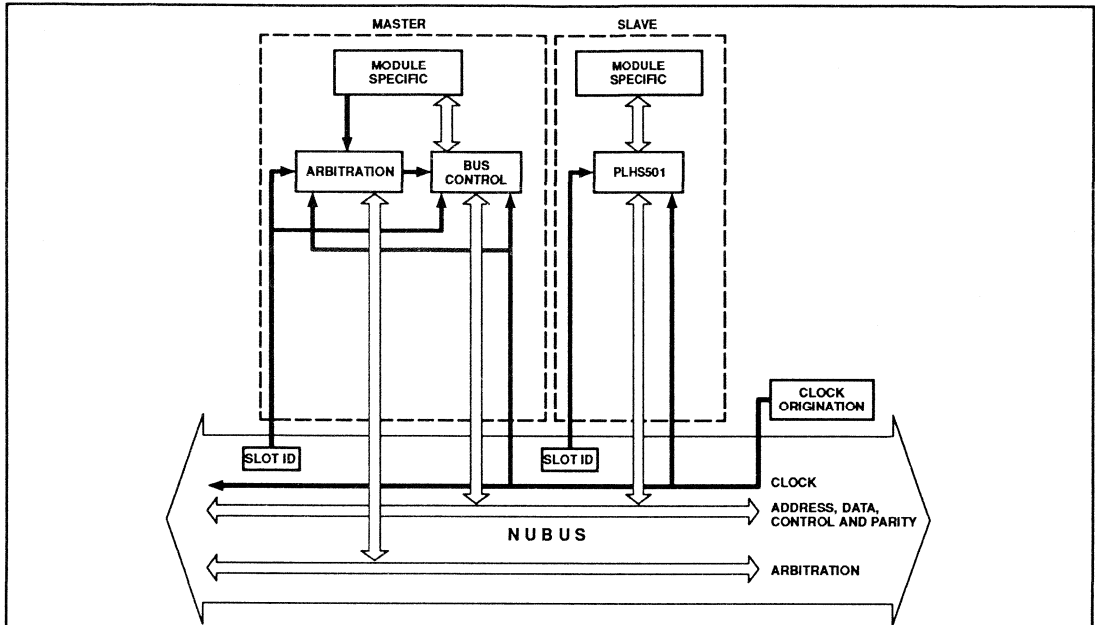 MASTER
SLAVE
MODULE
SPECIFIC
MODULE
SPECIFIC
ARBITRATION
BUS
CONTROL
PLHS501
CLOCK
ORIGINATION
SLOT ID
SLOT ID
CLOCK
ADDRESS, DATA,
CONTROL AND PARITY
NUBUS
ARBITRATION